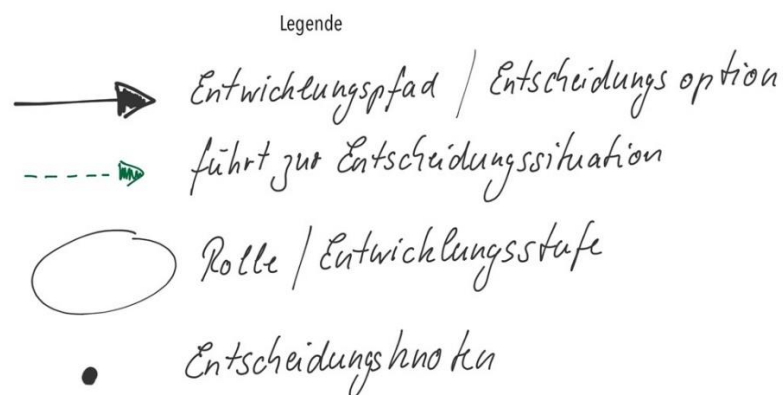 Legende
Entwicklungspfad / Entscheidungsoption
führt zur Entscheidungssituation
Rolle / Entwicklungsstufe
Entscheidungsknoten